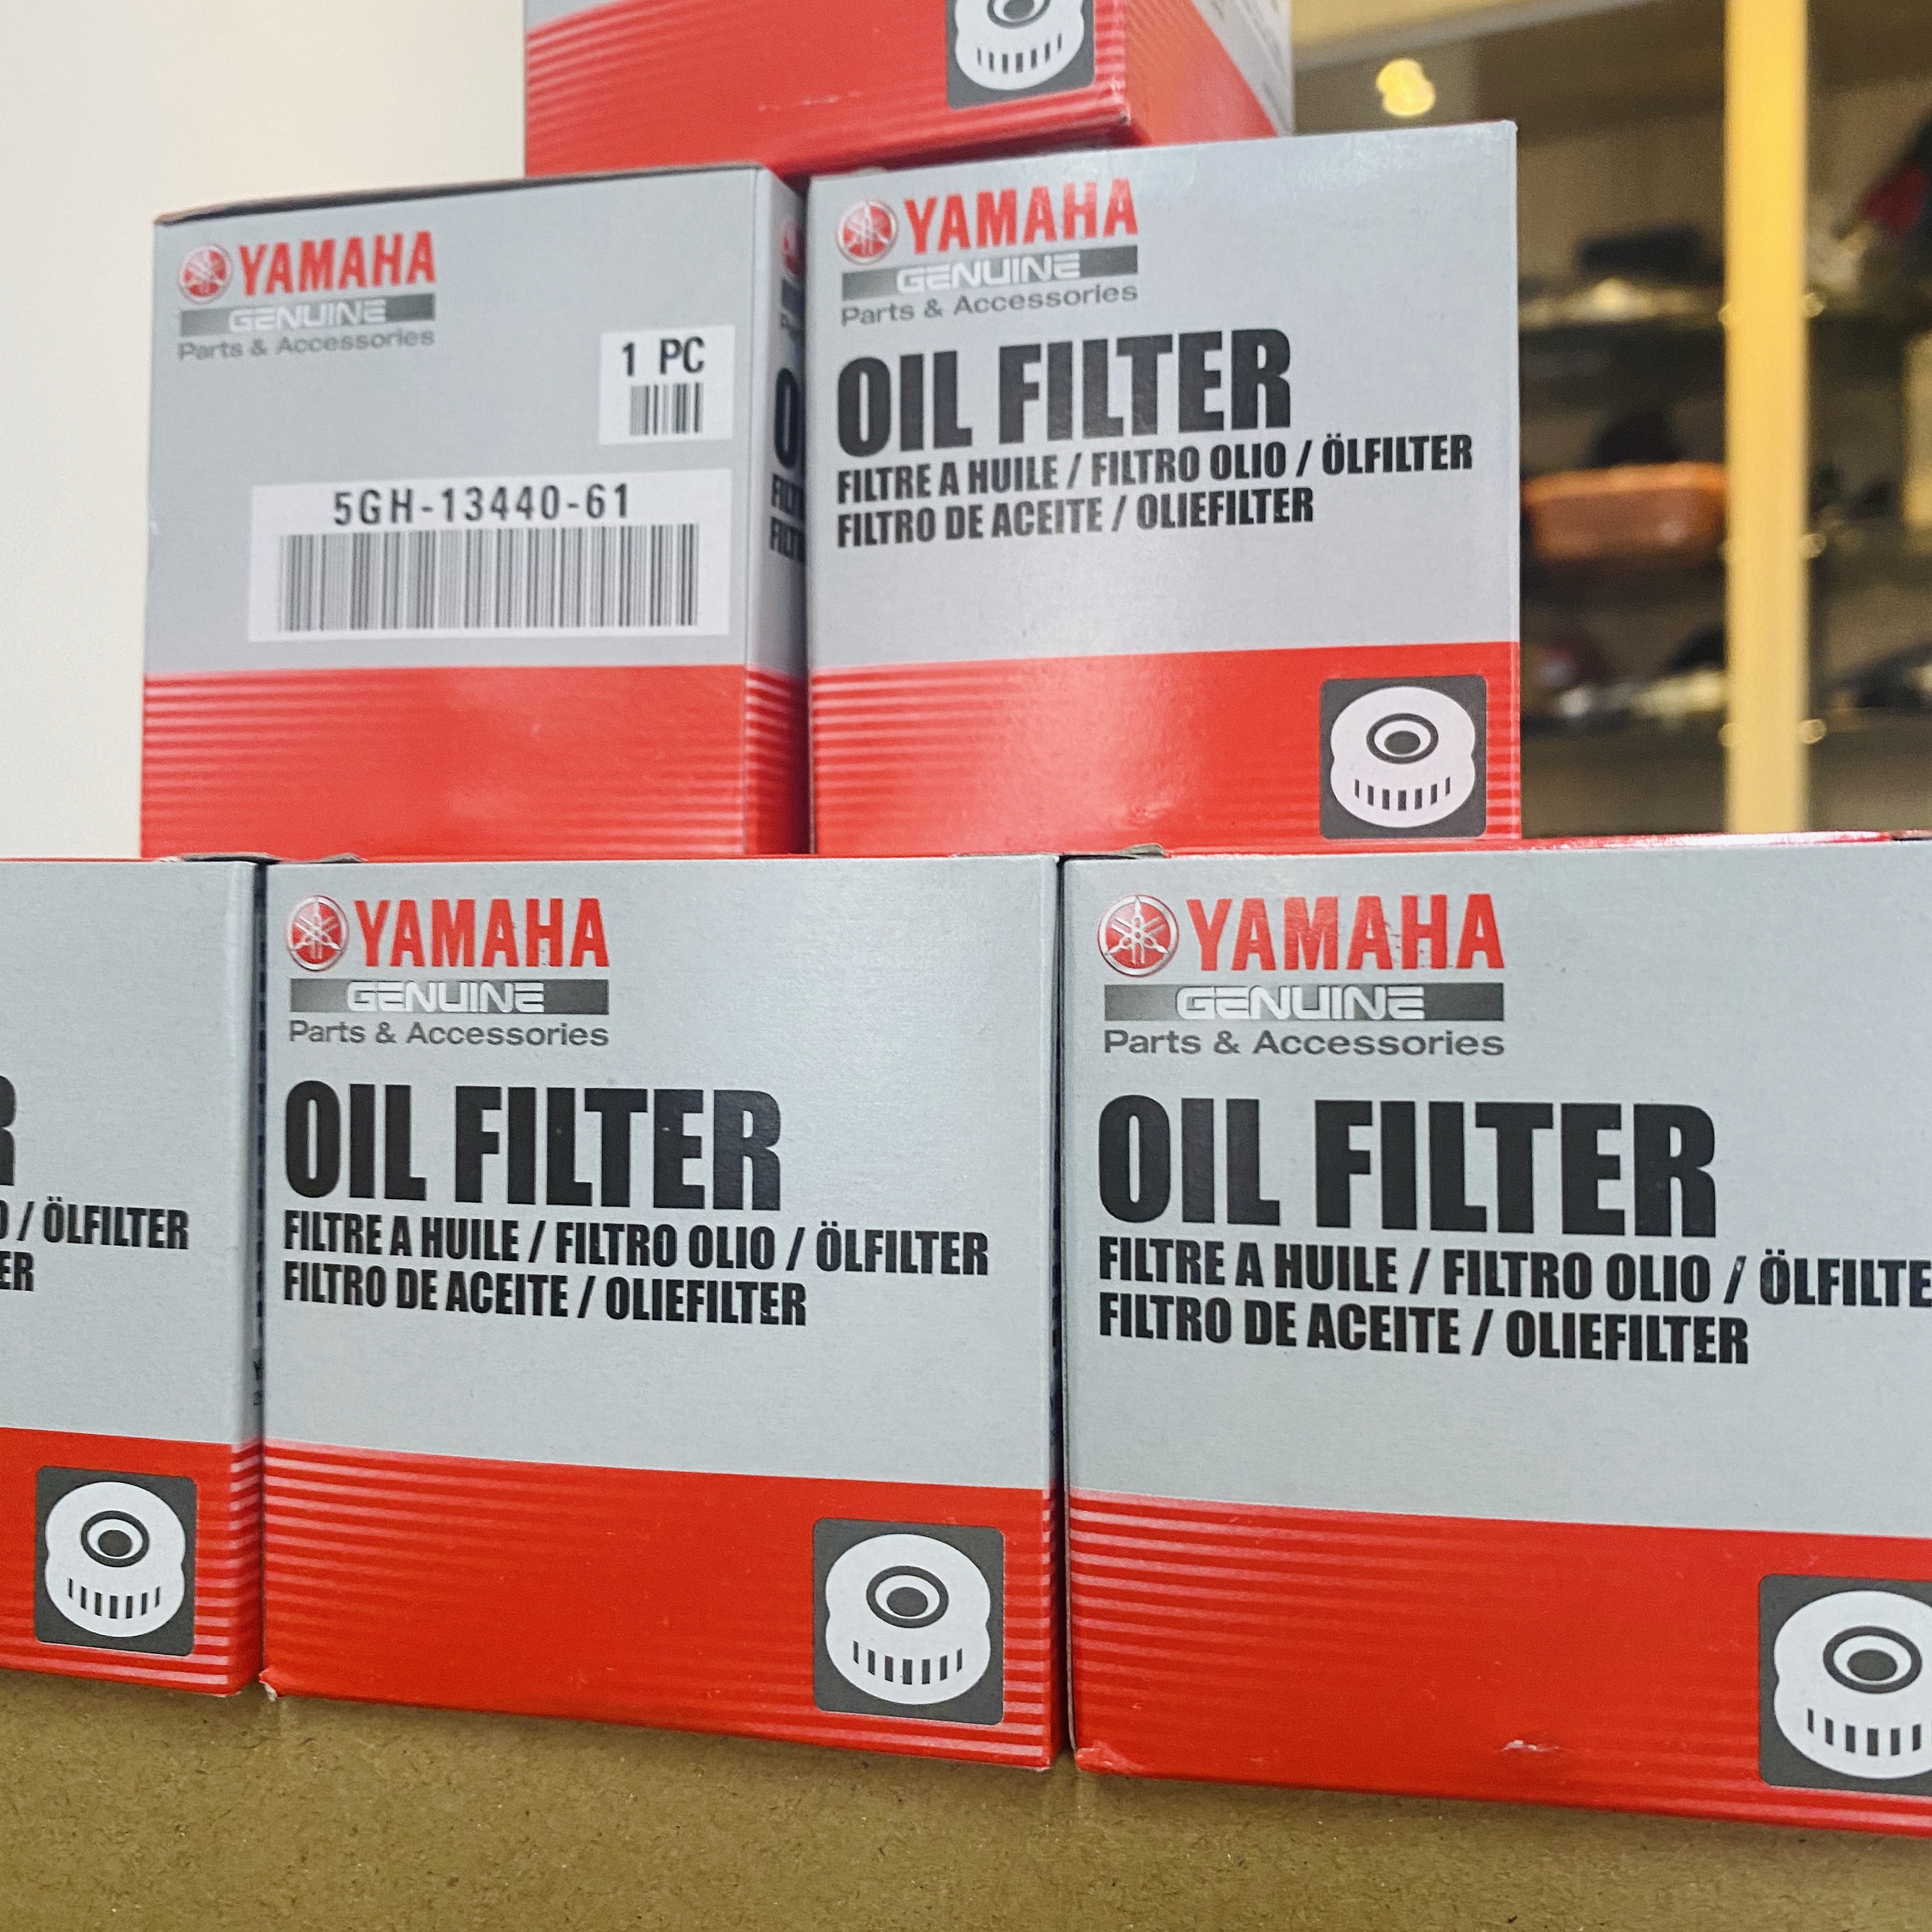 YAMAHA
GENUINE
Parts & Accessories
1 PC
5GH-13440-61
YAMAHA
GENUINE
Parts & Accessories
OIL FILTER
FILTRE A HUILE / FILTRO OLIO / ÖLFILTER
FILTRO DE ACEITE / OLIEFILTER
/ ÖLFILTER
YAMAHA
GENUINE
Parts & Accessories
OIL FILTER
FILTRE A HUILE / FILTRO OLIO / ÖLFILTER
FILTRO DE ACEITE / OLIEFILTER
YAMAHA
GENUINE
Parts & Accessories
OIL FILTER
FILTRE A HUILE / FILTRO OLIO / ÖLFILTE
FILTRO DE ACEITE / OLIEFILTER